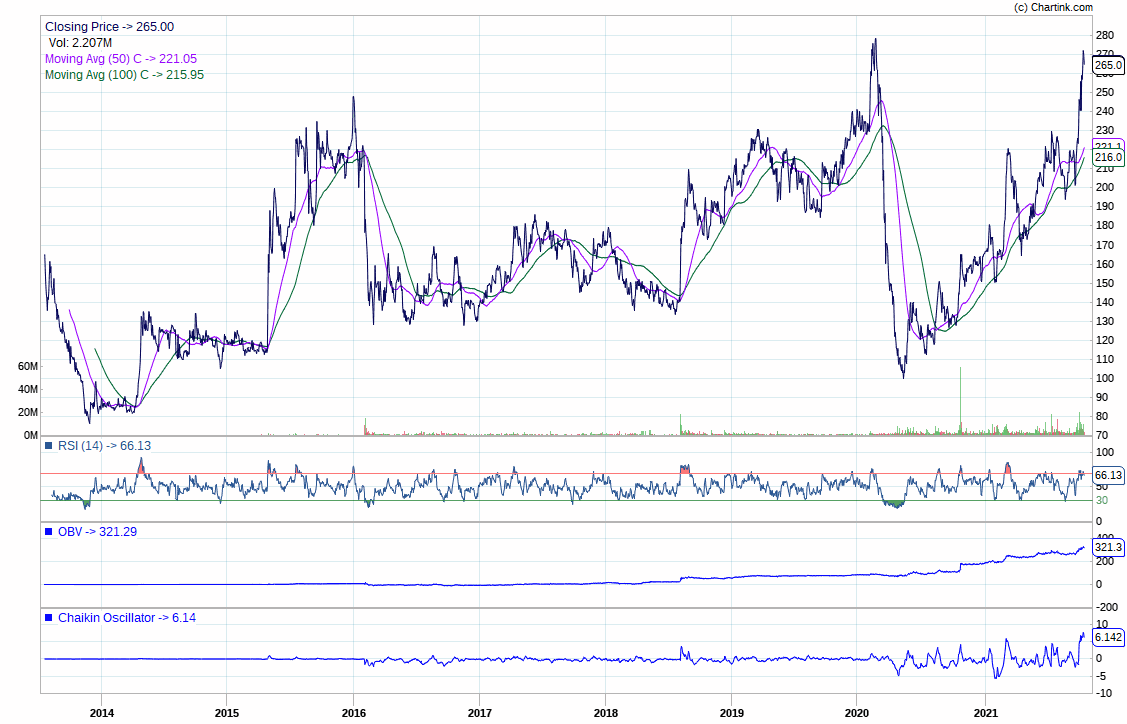 (c) Chartink.com
Closing Price -> 265.00
Vol: 2.207M
Moving Avg (50) C -> 221.05
Moving Avg (100) C -> 215.95
280
270
265.0
250
240
230
221.1
216.0
210
200
190
180
170
160
150
140
130
120
110
100
90
80
70
60M
40M
20M
0M
RSI (14) -> 66.13
100
66.13
50
30
0
OBV -> 321.29
400
321.3
200
0
-200
Chaikin Oscillator -> 6.14
10
6.142
0
-5
-10
2014 2015 2016 2017 2018 2019 2020 2021